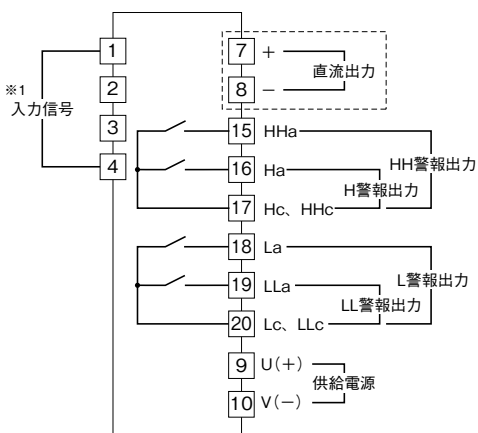 1
2
3
4
※1
入力信号
7 +
8 −
直流出力
15 HHa
16 Ha
17 Hc、HHc
H警報出力
HH警報出力
18 La
19 LLa
20 Lc、LLc
LL警報出力
L警報出力
9 U(+)
10 V(−)
供給電源